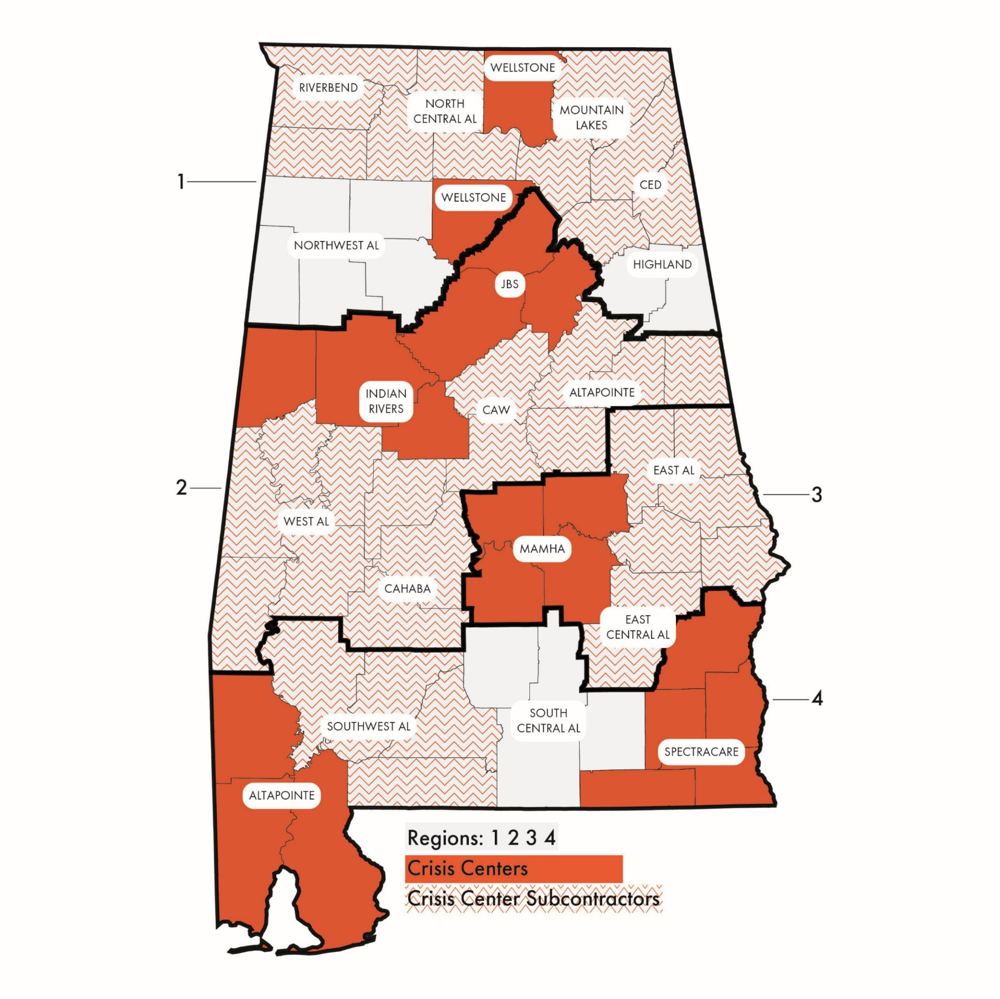 WELLSTONE
RIVERBEND
NORTH
CENTRAL AL
MOUNTAIN
LAKES
1
CED
WELLSTONE
NORTHWEST AL
HIGHLAND
JBS
INDIAN
RIVERS
ALTAPOINTE
CAW
EAST AL
2
3
WEST AL
MAMHA
CAHABA
EAST
CENTRAL AL
4
SOUTHWEST AL
SOUTH
CENTRAL AL
SPECTRACARE
ALTAPOINTE
Regions: 1 2 3 4
Crisis Centers
Crisis Center Subcontractors